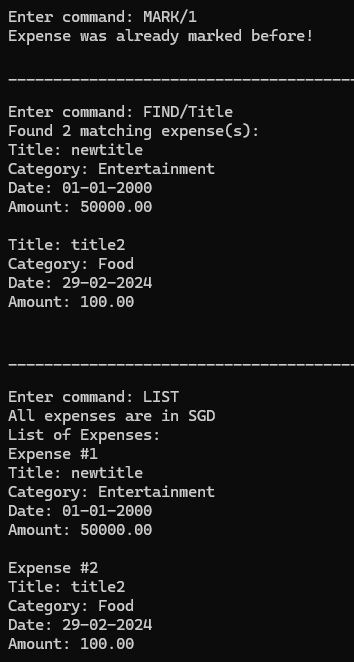 Enter command: MARK/1
Expense was already marked before!
_______________________________________
Enter command: FIND/Title
Found 2 matching expense(s):
Title: newtitle
Category: Entertainment
Date: 01-01-2000
Amount: 50000.00
Title: title2
Category: Food
Date: 29-02-2024
Amount: 100.00
_______________________________________
Enter command: LIST
All expenses are in SGD
List of Expenses:
Expense #1
Title: newtitle
Category: Entertainment
Date: 01-01-2000
Amount: 50000.00
Expense #2
Title: title2
Category: Food
Date: 29-02-2024
Amount: 100.00